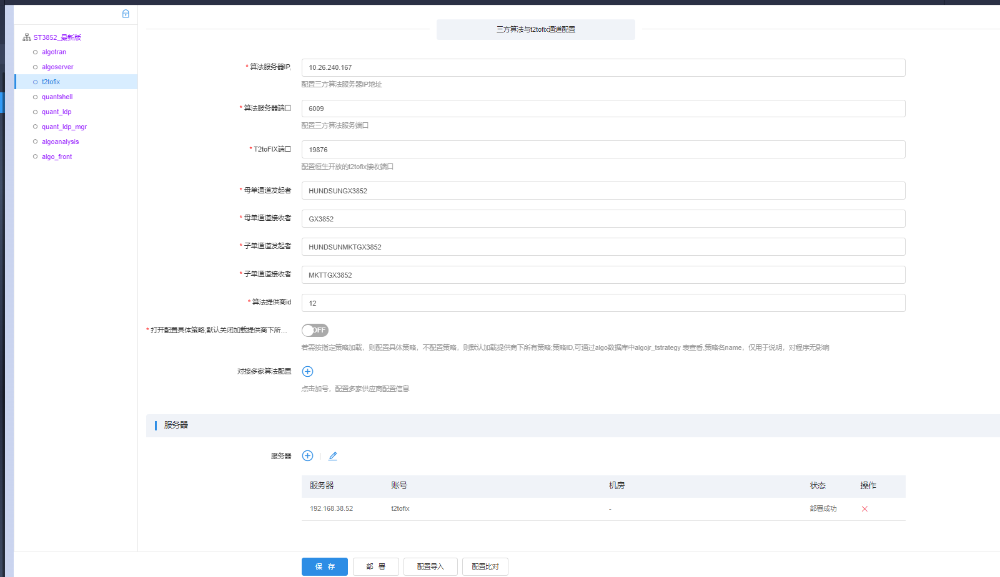 ST3852_最新版
algotran
algoserver
t2tofix
quantshell
quant_ldp
quant_ldp_mgr
algoanalysis
algo_front
三方算法与t2tofix通道配置
* 算法服务器IP,
10.26.240.167
配置三方算法服务器IP地址
* 算法服务器端口
6009
配置三方算法服务端口
* T2toFIX端口
19876
配置恒生开放的t2tofix接收端口
* 母单通道发起者
HUNDSUNGX3852
* 母单通道接收者
GX3852
* 子单通道发起者
HUNDSUNMKTGX3852
* 子单通道接收者
MKTTGX3852
* 算法提供商id
12
* 打开配置具体策略;默认关闭加载提供商下所...
OFF
若需按指定策略加载，则配置具体策略，不配置策略，则默认加载提供商下所有策略;策略ID,可通过algo数据库中algojr_tstrategy 表查看,策略名name，仅用于说明，对程序无影响
对接多家算法配置
点击加号，配置多家供应商配置信息
服务器
服务器
服务器 账号 机房 状态 操作
192.168.38.52 t2tofix - 部署成功
保 存 部 署 配置导入 配置比对